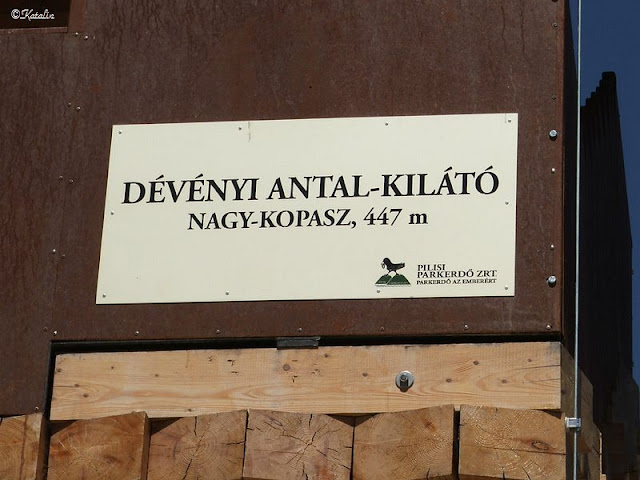 ©Katalin
DÉVÉNYI ANTAL-KILÁTÓ
NAGY-KOPASZ, 447 m
PILISI
PARKERDŐ ZRT.
PARKERDŐ AZ EMBERÉRT